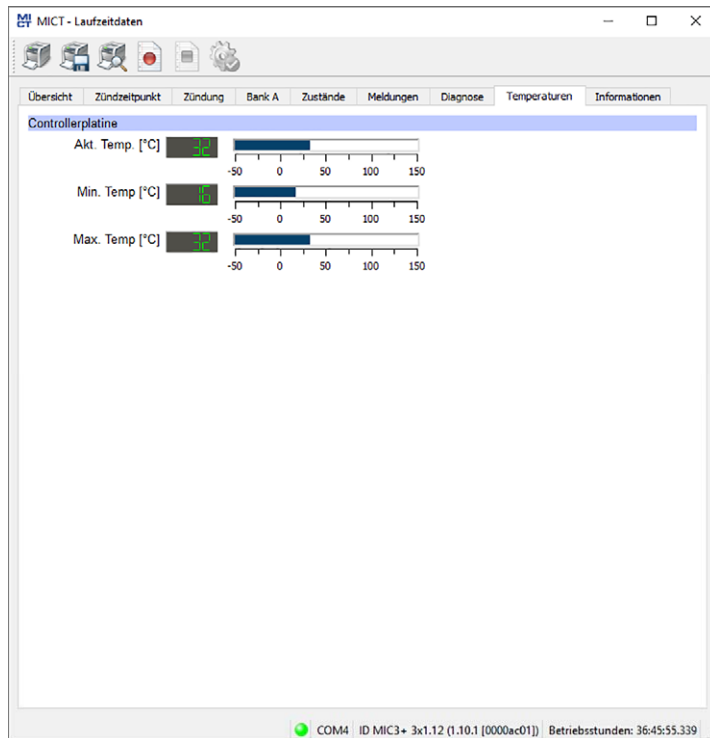 MICT - Laufzeitdaten
Übersicht Zündzeitpunkt Zündung Bank A Zustände Meldungen Diagnose Temperaturen Informationen
Controllerplatine
Akt. Temp. [°C] 32
-50 0 50 100 150
Min. Temp [°C] 16
-50 0 50 100 150
Max. Temp [°C] 32
-50 0 50 100 150
COM4 ID MIC3+ 3x1.12 (1.10.1 [0000ac01]) Betriebsstunden: 36:45:55.339